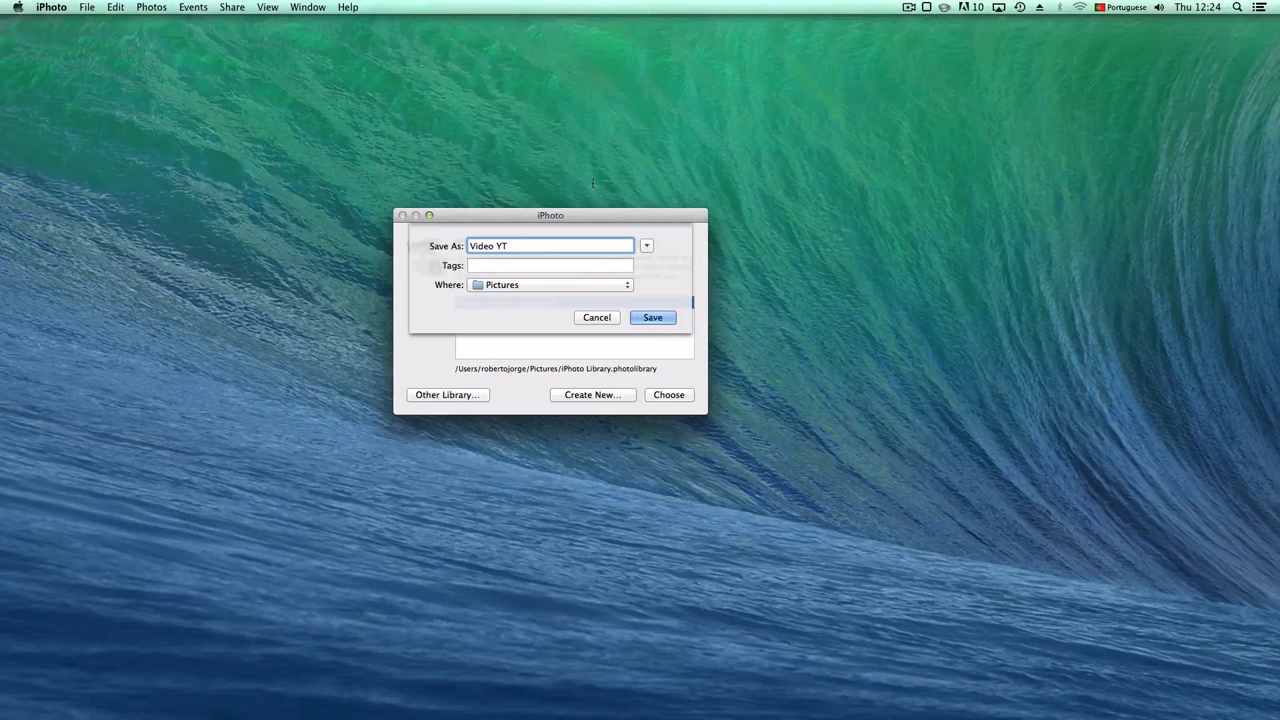 iPhoto File Edit Photos Events Share View Window Help 10 Portuguese Thu 12:24
iPhoto
Save As: Video YT
Tags:
Where: Pictures
Cancel Save
/Users/robertojorge/Pictures/iPhoto Library.photolibrary
Other Library... Create New... Choose